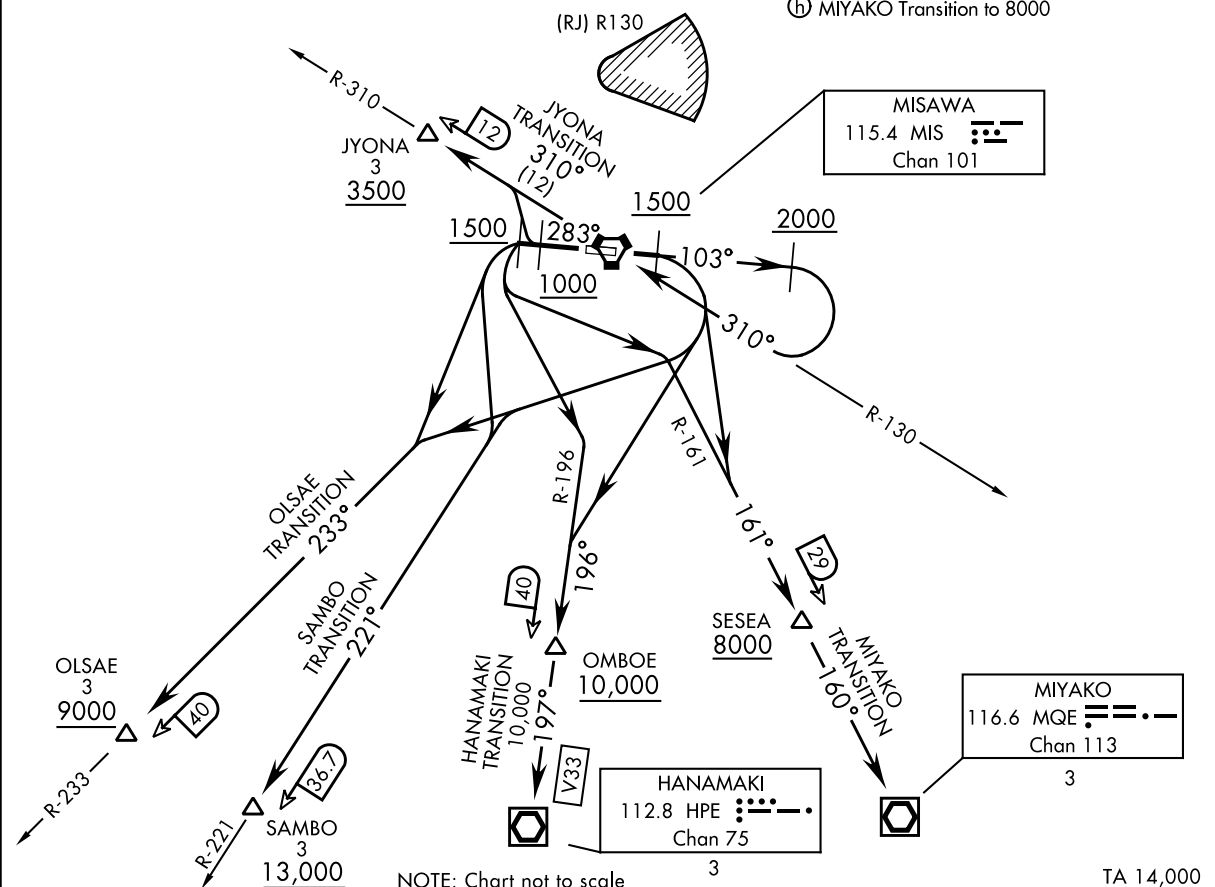 (RJ) R130
ⓗ MIYAKO Transition to 8000
R-310
12
JYONA
TRANSITION
310°
(12)
JYONA
3
3500
MISAWA
115.4 MIS
Chan 101
1500
1500
2000
283°
103°
1000
310°
R-130
R-161
R-196
OLSAE
TRANSITION
233°
161°
29
196°
40
SAMBO
TRANSITION
221°
SESEA
8000
MIYAKO
TRANSITION
160°
OMBOE
10,000
OLSAE
3
9000
40
HANAMAKI
TRANSITION
10,000
197°
V33
MIYAKO
116.6 MQE
Chan 113
3
R-233
36.7
SAMBO
3
13,000
R-221
HANAMAKI
112.8 HPE
Chan 75
3
NOTE: Chart not to scale
TA 14,000